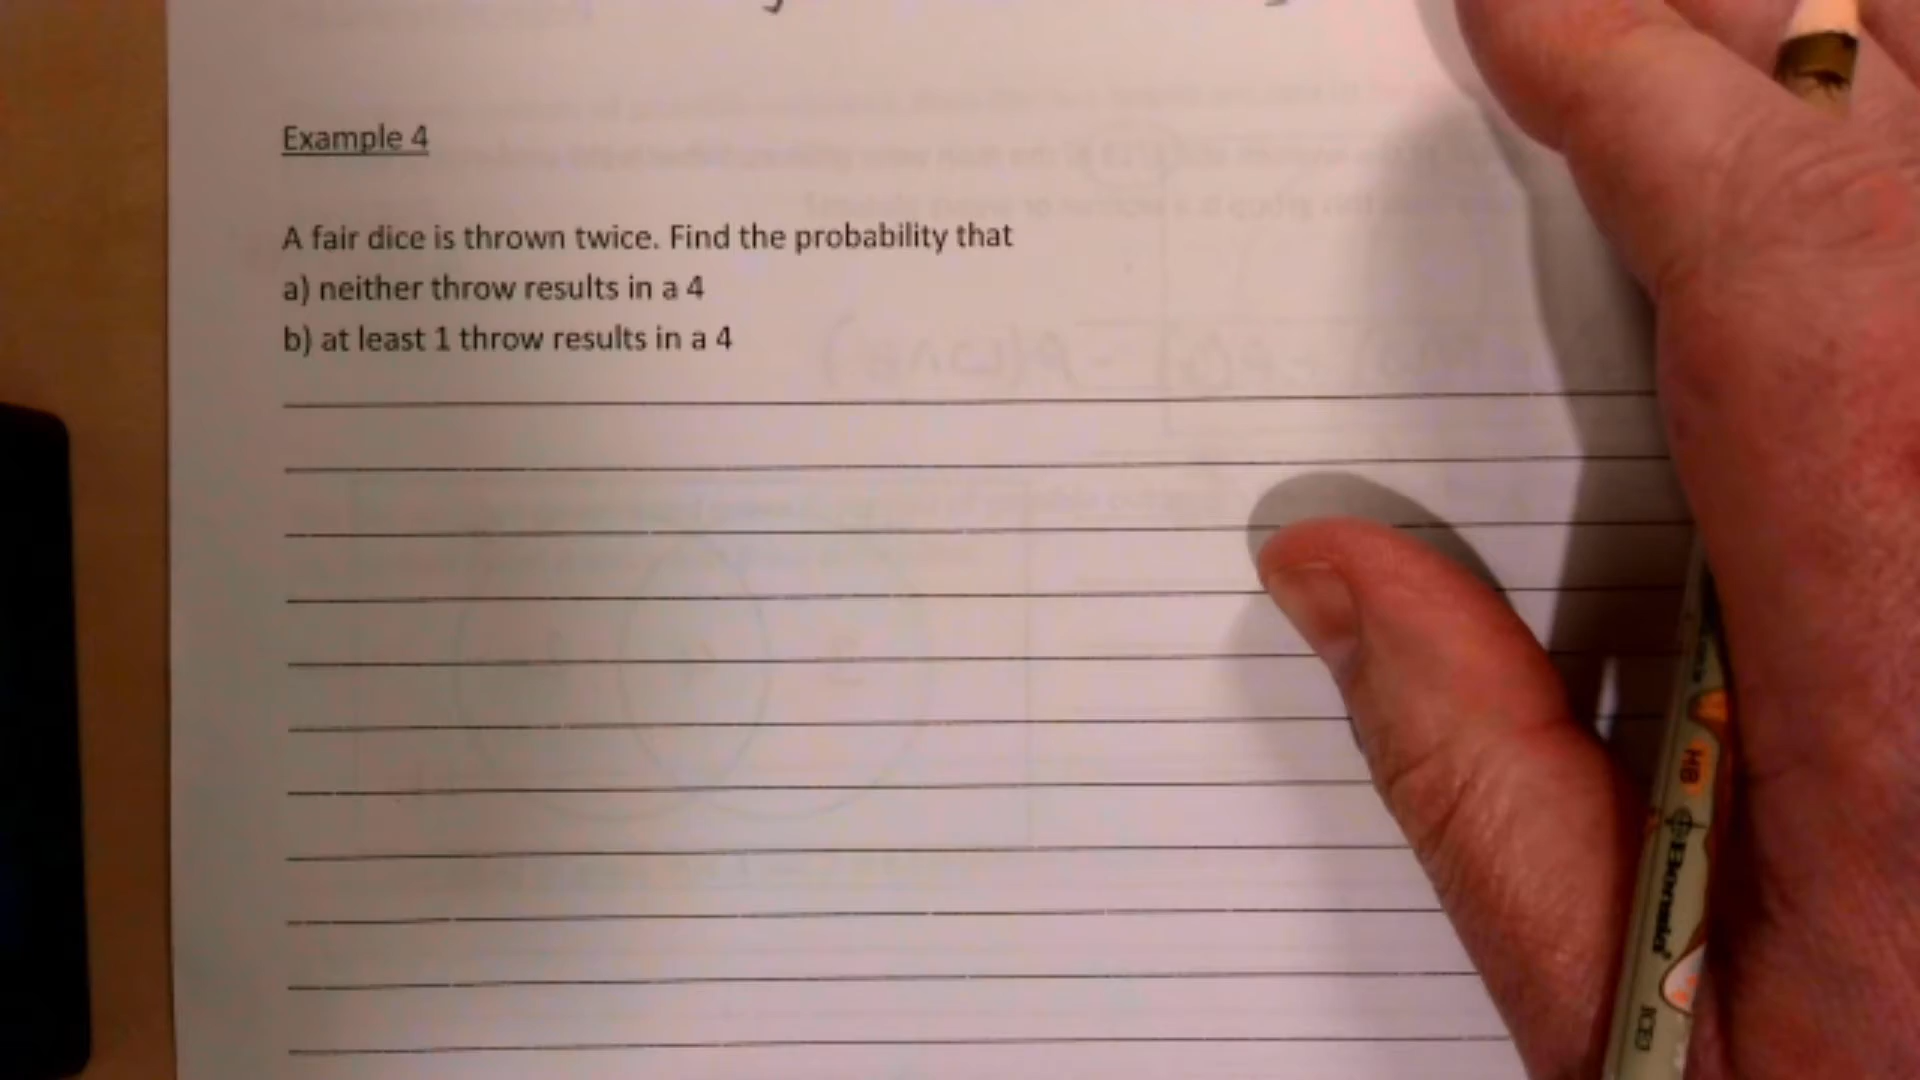 Example 4
A fair dice is thrown twice. Find the probability that
a) neither throw results in a 4
b) at least 1 throw results in a 4
HB